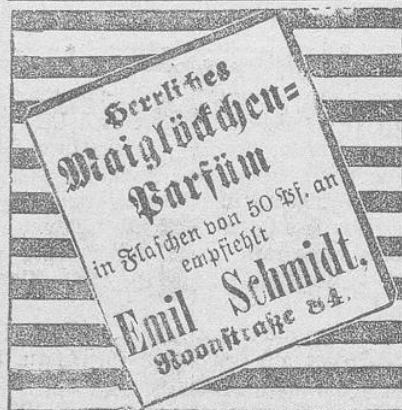 Herrliches
Maiglöckchen=
Parfüm
in Flaschen von 50 Pf. an
empfiehlt
Emil Schmidt,
Roonstraße 84.